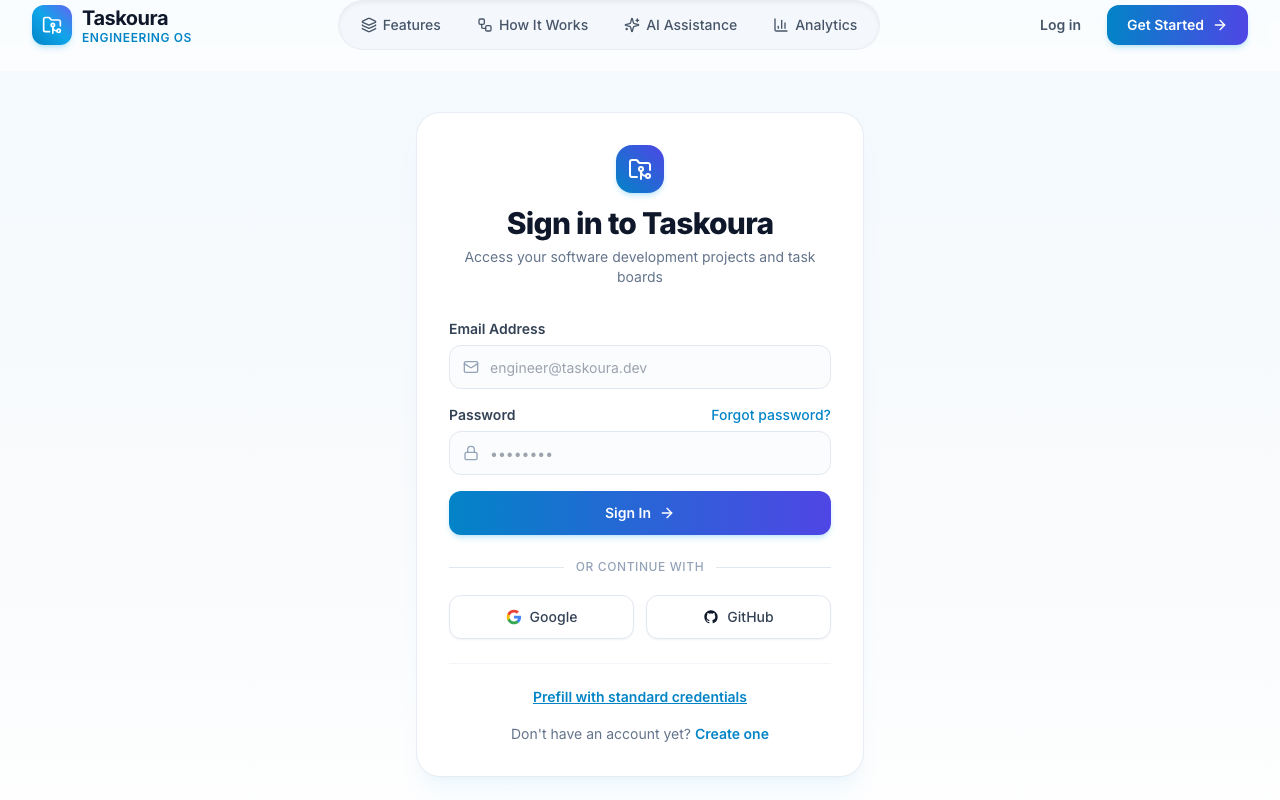 Taskoura
ENGINEERING OS
Features
How It Works
AI Assistance
Analytics
Log in
Get Started
Sign in to Taskoura
Access your software development projects and task
boards
Email Address
engineer@taskoura.dev
Password
Forgot password?
••••••••
Sign In
OR CONTINUE WITH
Google
GitHub
Prefill with standard credentials
Don't have an account yet? Create one